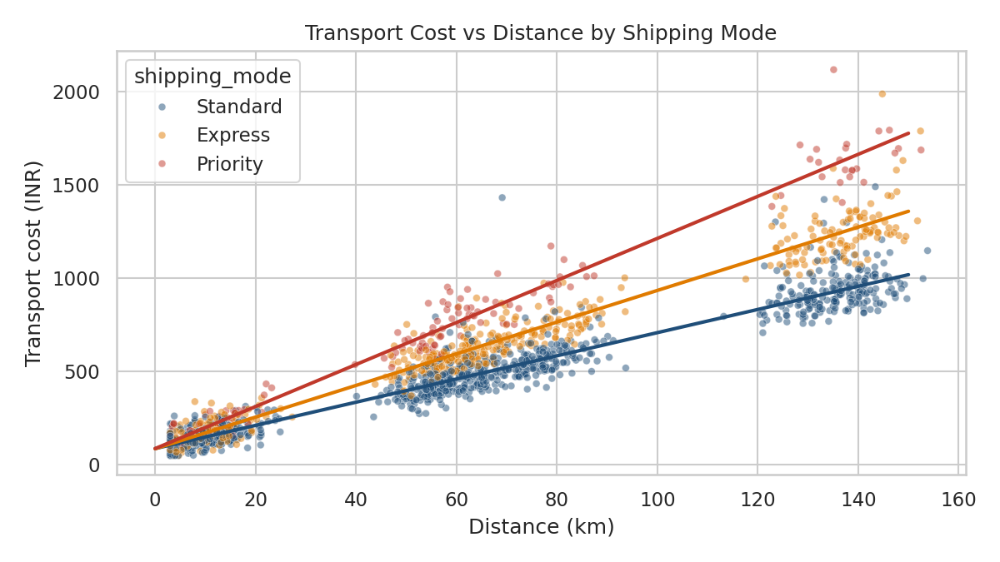 Transport Cost vs Distance by Shipping Mode
shipping_mode
Standard
Express
Priority
Transport cost (INR)
2000
1500
1000
500
0
0 20 40 60 80 100 120 140 160
Distance (km)